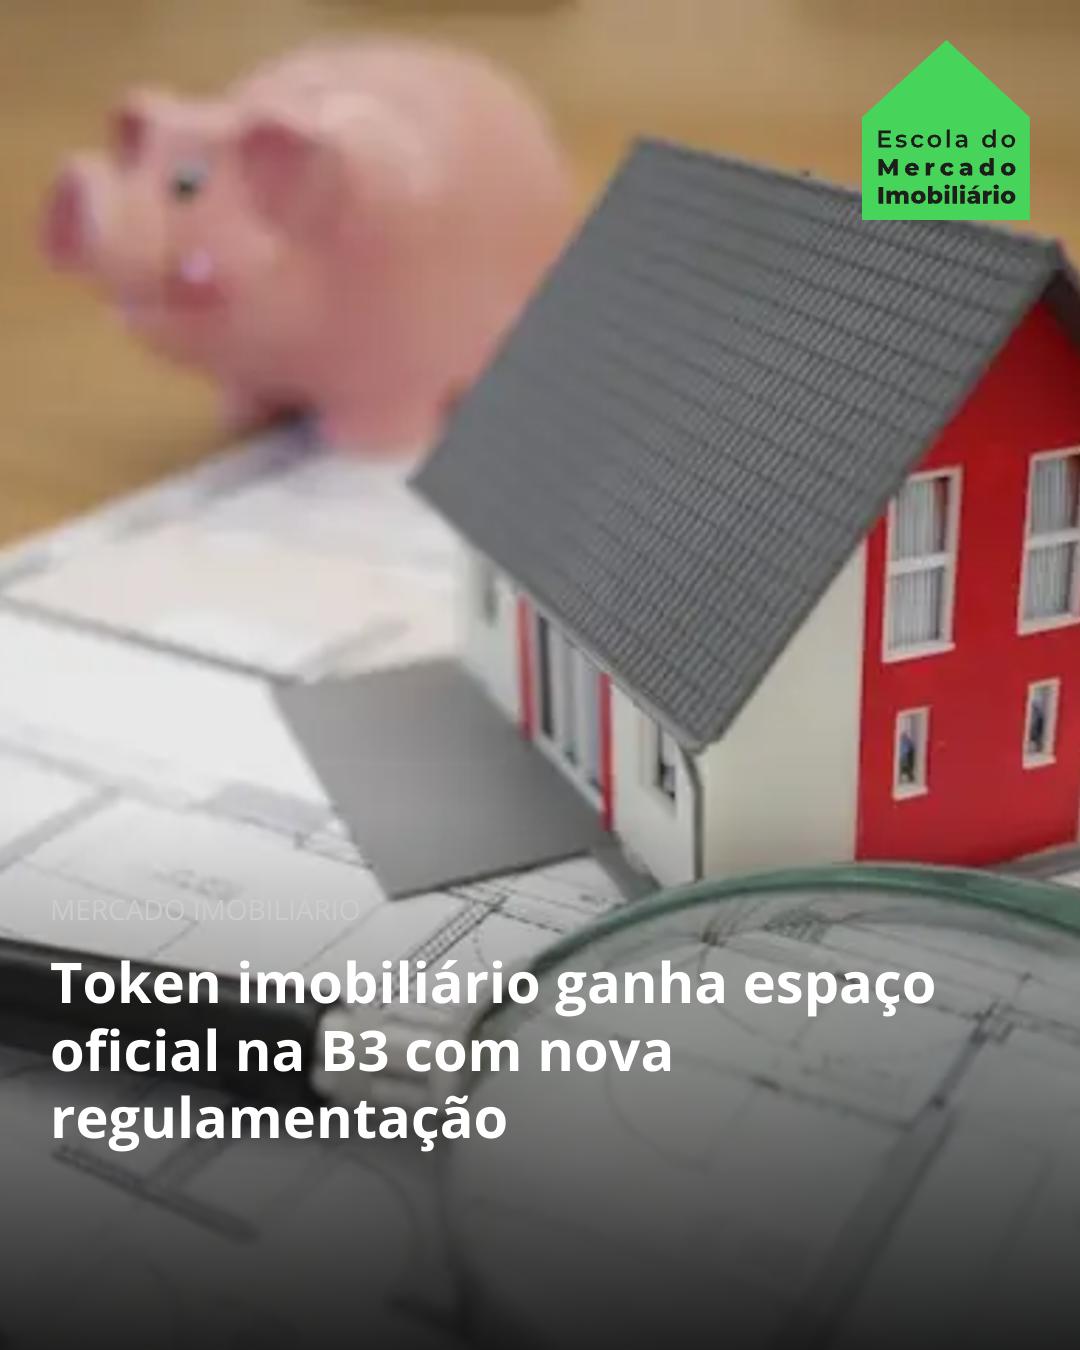 Escola do
Mercado
Imobiliário
MERCADO IMOBILIÁRIO
Token imobiliário ganha espaço
oficial na B3 com nova
regulamentação